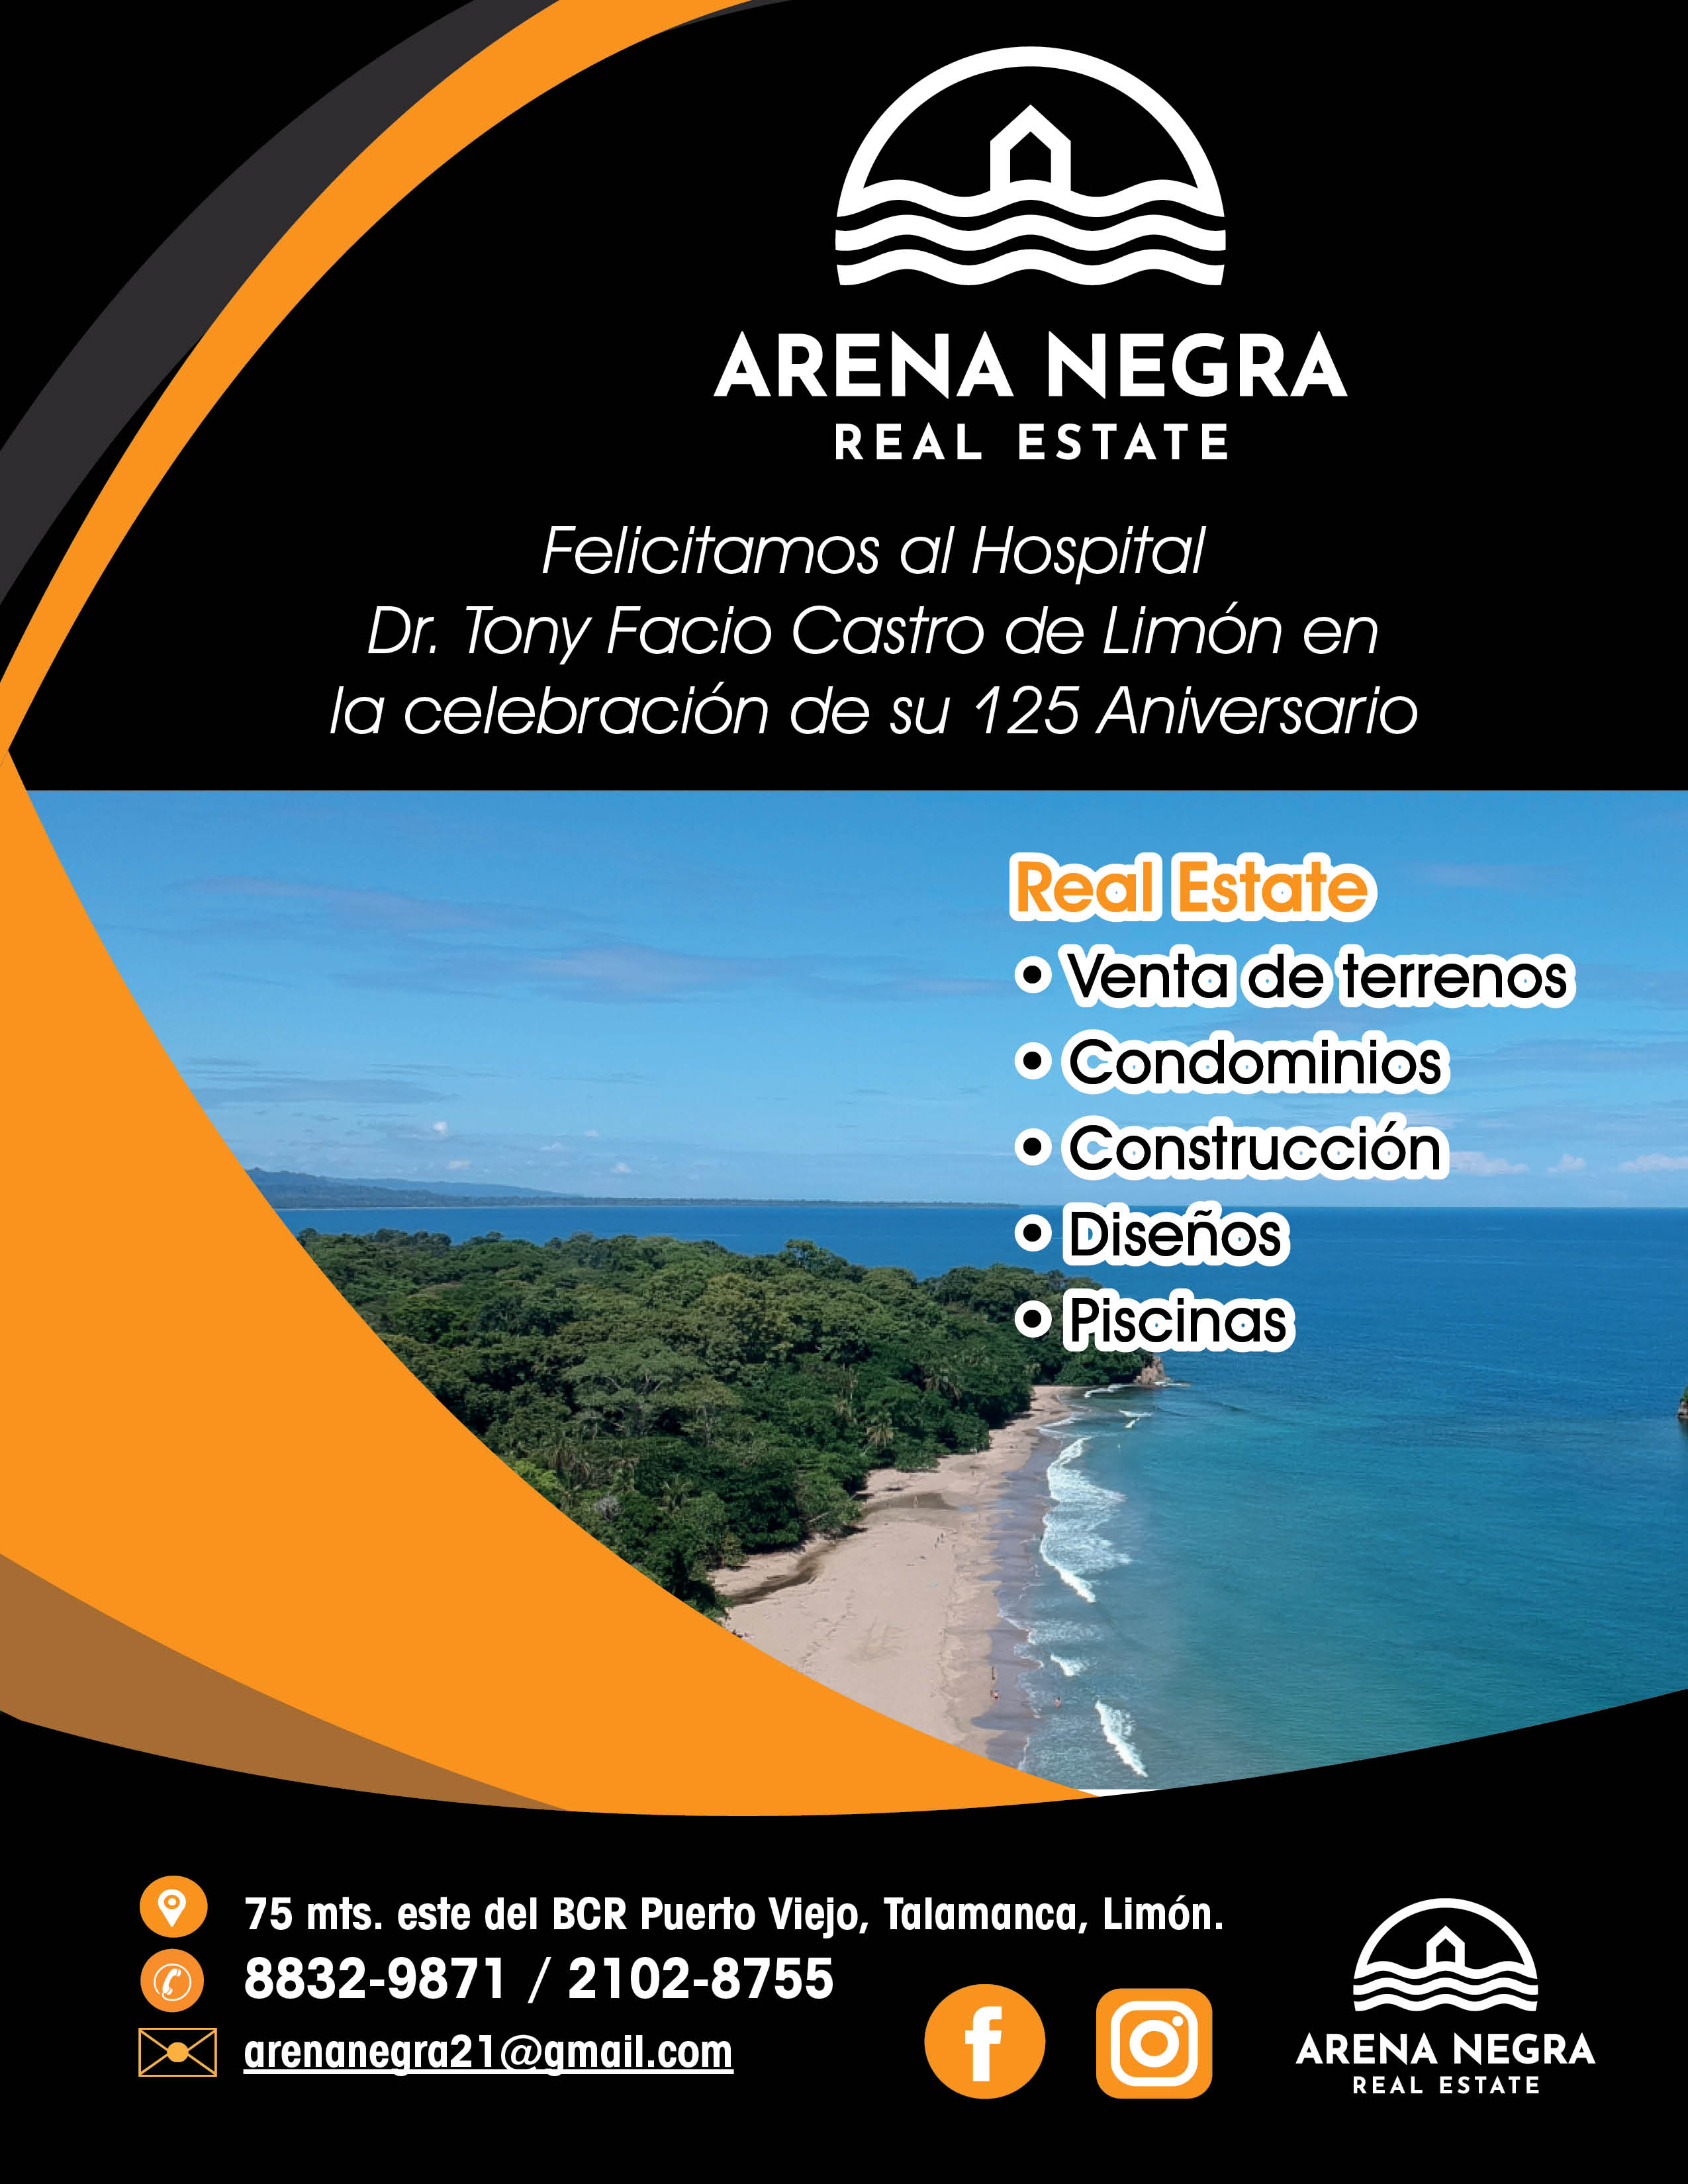 ARENA NEGRA
REAL ESTATE
Felicitamos al Hospital
Dr. Tony Facio Castro de Limón en
la celebración de su 125 Aniversario
Real Estate
• Venta de terrenos
• Condominios
• Construcción
• Diseños
• Piscinas
75 mts. este del BCR Puerto Viejo, Talamanca, Limón.
8832-9871 / 2102-8755
arenanegra21@gmail.com
ARENA NEGRA
REAL ESTATE